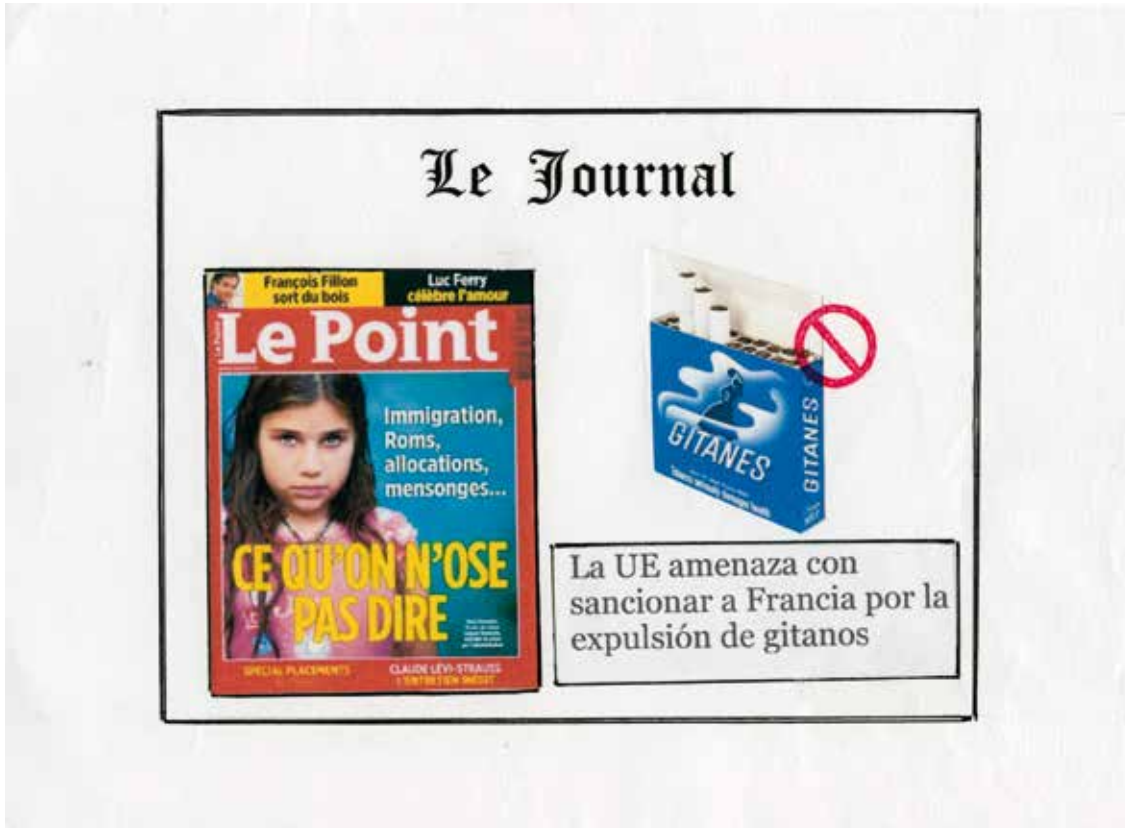 Le Journal
François Fillon
sort du bois
Luc Ferry
célèbre l'amour
Le Point
Immigration,
Roms,
allocations,
mensonges...
CE QU'ON N'OSE
PAS DIRE
SPÉCIAL PLACEMENTS
CLAUDE LÉVI-STRAUSS
L'ENTRETIEN INÉDIT
GITANES
GITANES
La UE amenaza con
sancionar a Francia por la
expulsión de gitanos